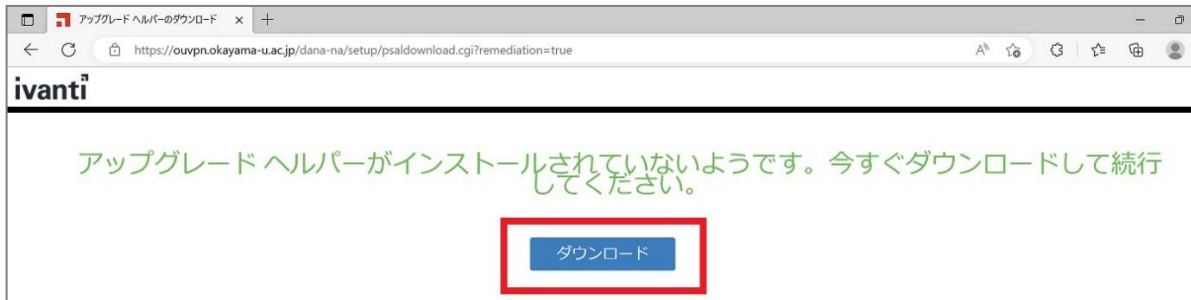 アップグレード ヘルパーのダウンロード
https://ouvpn.okayama-u.ac.jp/dana-na/setup/psaldownload.cgi?remediation=true
ivanti
アップグレード ヘルパーがインストールされていないようです。今すぐダウンロードして続行
してください。
ダウンロード